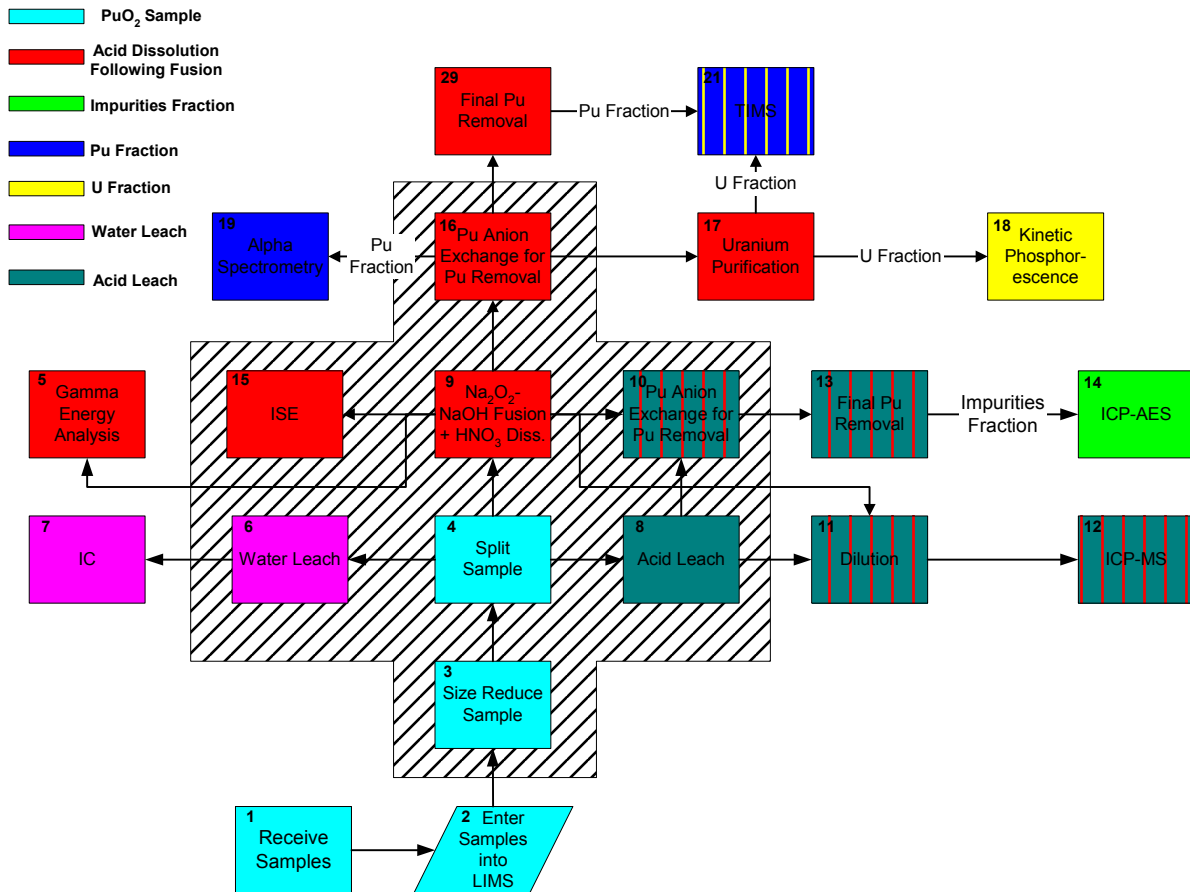 PuO₂ Sample
Acid Dissolution
Following Fusion
Impurities Fraction
Pu Fraction
U Fraction
Water Leach
Acid Leach
29
Final Pu
Removal
Pu Fraction
21
TIMS
U Fraction
19
Alpha
Spectrometry
Pu
Fraction
16
Pu Anion
Exchange for
Pu Removal
17
Uranium
Purification
U Fraction
18
Kinetic
Phosphor-
escence
5
Gamma
Energy
Analysis
15
ISE
9
Na₂O₂-
NaOH Fusion
+ HNO₃ Diss.
10
Pu Anion
Exchange for
Pu Removal
13
Final Pu
Removal
Impurities
Fraction
14
ICP-AES
7
IC
6
Water Leach
4
Split
Sample
8
Acid Leach
11
Dilution
12
ICP-MS
3
Size Reduce
Sample
1
Receive
Samples
2 Enter
Samples
into
LIMS